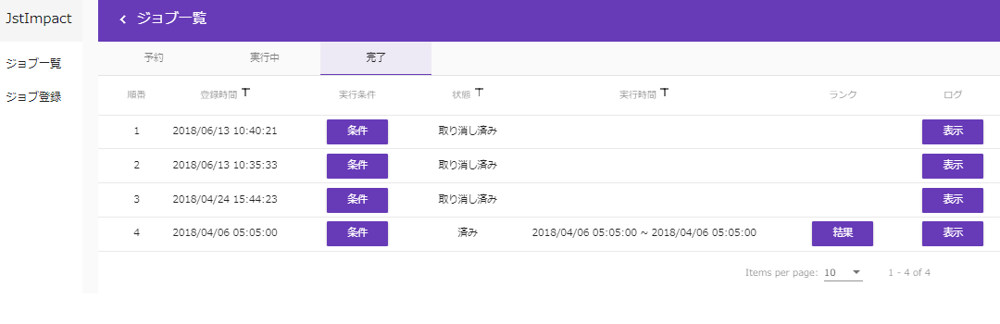 JstImpact
ジョブ一覧
ジョブ一覧
ジョブ登録
予約 実行中 完了
順番 登録時間 実行条件 状態 実行時間 ランク ログ
1 2018/06/13 10:40:21 条件 取り消し済み 表示
2 2018/06/13 10:35:33 条件 取り消し済み 表示
3 2018/04/24 15:44:23 条件 取り消し済み 表示
4 2018/04/06 05:05:00 条件 済み 2018/04/06 05:05:00 ~ 2018/04/06 05:05:00 結果 表示
Items per page: 10 1 - 4 of 4